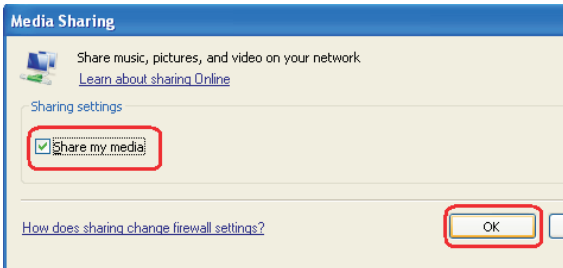 Media Sharing
Share music, pictures, and video on your network
Learn about sharing Online
Sharing settings
Share my media
How does sharing change firewall settings?
OK